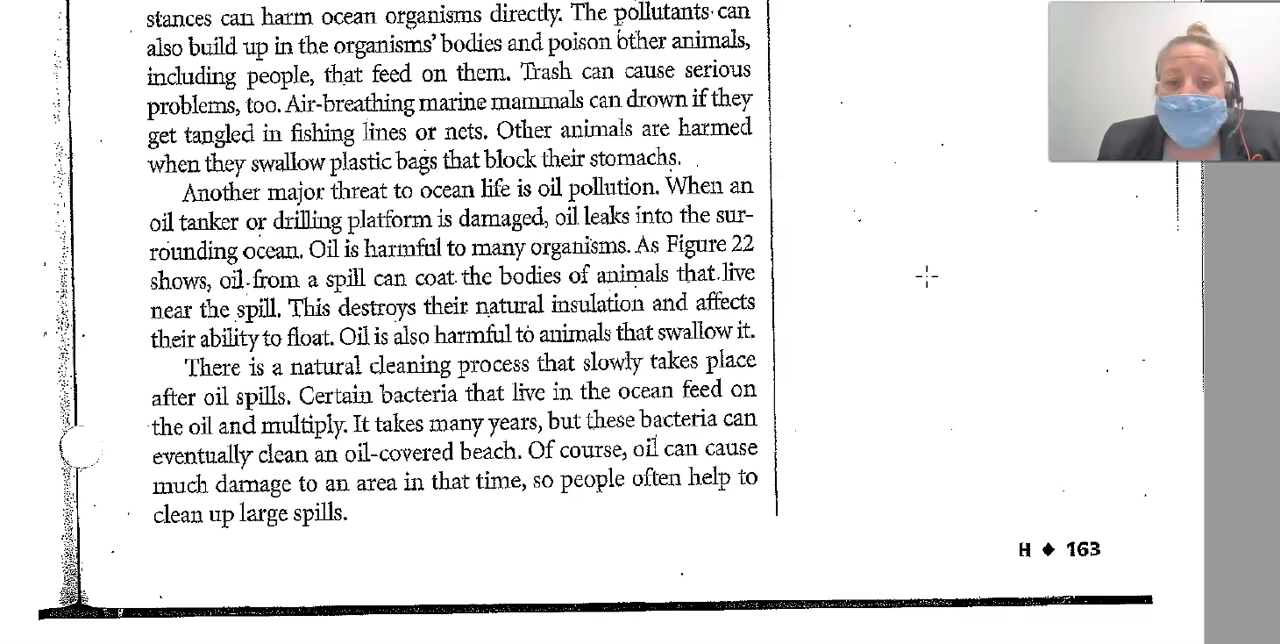 stances can harm ocean organisms directly. The pollutants can
also build up in the organisms' bodies and poison other animals,
including people, that feed on them. Trash can cause serious
problems, too. Air-breathing marine mammals can drown if they
get tangled in fishing lines or nets. Other animals are harmed
when they swallow plastic bags that block their stomachs.
Another major threat to ocean life is oil pollution. When an
oil tanker or drilling platform is damaged, oil leaks into the sur-
rounding ocean. Oil is harmful to many organisms. As Figure 22
shows, oil from a spill can coat the bodies of animals that live
near the spill. This destroys their natural insulation and affects
their ability to float. Oil is also harmful to animals that swallow it.
There is a natural cleaning process that slowly takes place
after oil spills. Certain bacteria that live in the ocean feed on
the oil and multiply. It takes many years, but these bacteria can
eventually clean an oil-covered beach. Of course, oil can cause
much damage to an area in that time, so people often help to
clean up large spills.
H ◆ 163